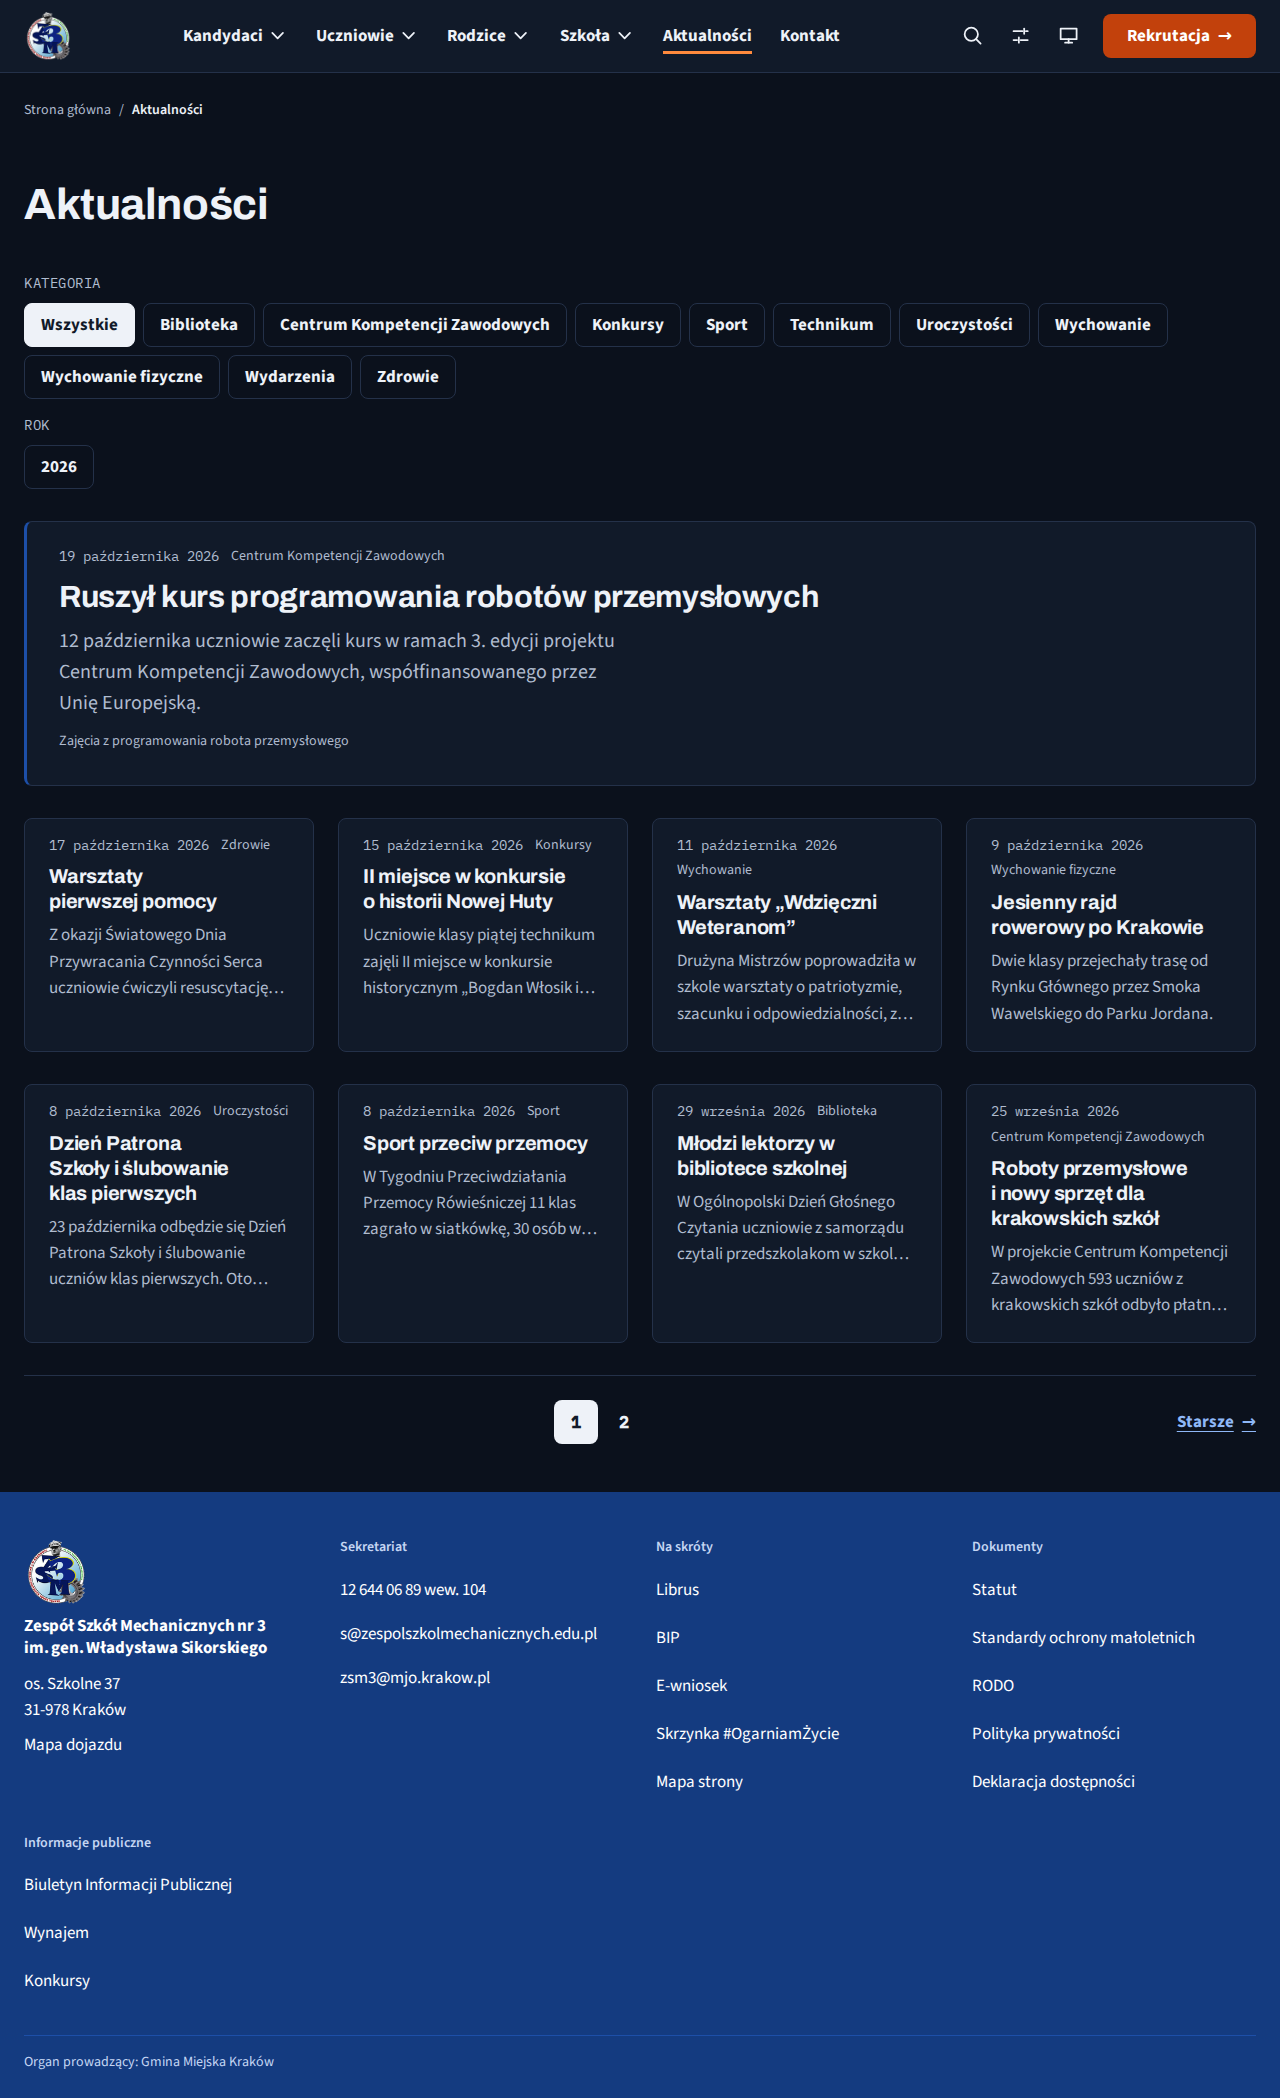 Kandydaci Uczniowie Rodzice Szkoła Aktualności Kontakt Rekrutacja →
Strona główna / Aktualności
Aktualności
KATEGORIA
Wszystkie Biblioteka Centrum Kompetencji Zawodowych Konkursy Sport Technikum Uroczystości Wychowanie
Wychowanie fizyczne Wydarzenia Zdrowie
ROK
2026
19 października 2026 Centrum Kompetencji Zawodowych
Ruszył kurs programowania robotów przemysłowych
12 października uczniowie zaczęli kurs w ramach 3. edycji projektu
Centrum Kompetencji Zawodowych, współfinansowanego przez
Unię Europejską.
Zajęcia z programowania robota przemysłowego
17 października 2026 Zdrowie
Warsztaty
pierwszej pomocy
Z okazji Światowego Dnia
Przywracania Czynności Serca
uczniowie ćwiczyli resuscytację…
15 października 2026 Konkursy
II miejsce w konkursie
o historii Nowej Huty
Uczniowie klasy piątej technikum
zajęli II miejsce w konkursie
historycznym „Bogdan Włosik i…
11 października 2026
Wychowanie
Warsztaty „Wdzięczni
Weteranom”
Drużyna Mistrzów poprowadziła w
szkole warsztaty o patriotyzmie,
szacunku i odpowiedzialności, z…
9 października 2026
Wychowanie fizyczne
Jesienny rajd
rowerowy po Krakowie
Dwie klasy przejechały trasę od
Rynku Głównego przez Smoka
Wawelskiego do Parku Jordana.
8 października 2026 Uroczystości
Dzień Patrona
Szkoły i ślubowanie
klas pierwszych
23 października odbędzie się Dzień
Patrona Szkoły i ślubowanie
uczniów klas pierwszych. Oto…
8 października 2026 Sport
Sport przeciw przemocy
W Tygodniu Przeciwdziałania
Przemocy Rówieśniczej 11 klas
zagrało w siatkówkę, 30 osób w…
29 września 2026 Biblioteka
Młodzi lektorzy w
bibliotece szkolnej
W Ogólnopolski Dzień Głośnego
Czytania uczniowie z samorządu
czytali przedszkolakom w szkol…
25 września 2026
Centrum Kompetencji Zawodowych
Roboty przemysłowe
i nowy sprzęt dla
krakowskich szkół
W projekcie Centrum Kompetencji
Zawodowych 593 uczniów z
krakowskich szkół odbyło płatn…
1 2 Starsze →
Zespół Szkół Mechanicznych nr 3
im. gen. Władysława Sikorskiego
os. Szkolne 37
31-978 Kraków
Mapa dojazdu
Sekretariat
12 644 06 89 wew. 104
s@zespolszkolmechanicznych.edu.pl
zsm3@mjo.krakow.pl
Na skróty
Librus
BIP
E-wniosek
Skrzynka #OgarniamŻycie
Mapa strony
Dokumenty
Statut
Standardy ochrony małoletnich
RODO
Polityka prywatności
Deklaracja dostępności
Informacje publiczne
Biuletyn Informacji Publicznej
Wynajem
Konkursy
Organ prowadzący: Gmina Miejska Kraków